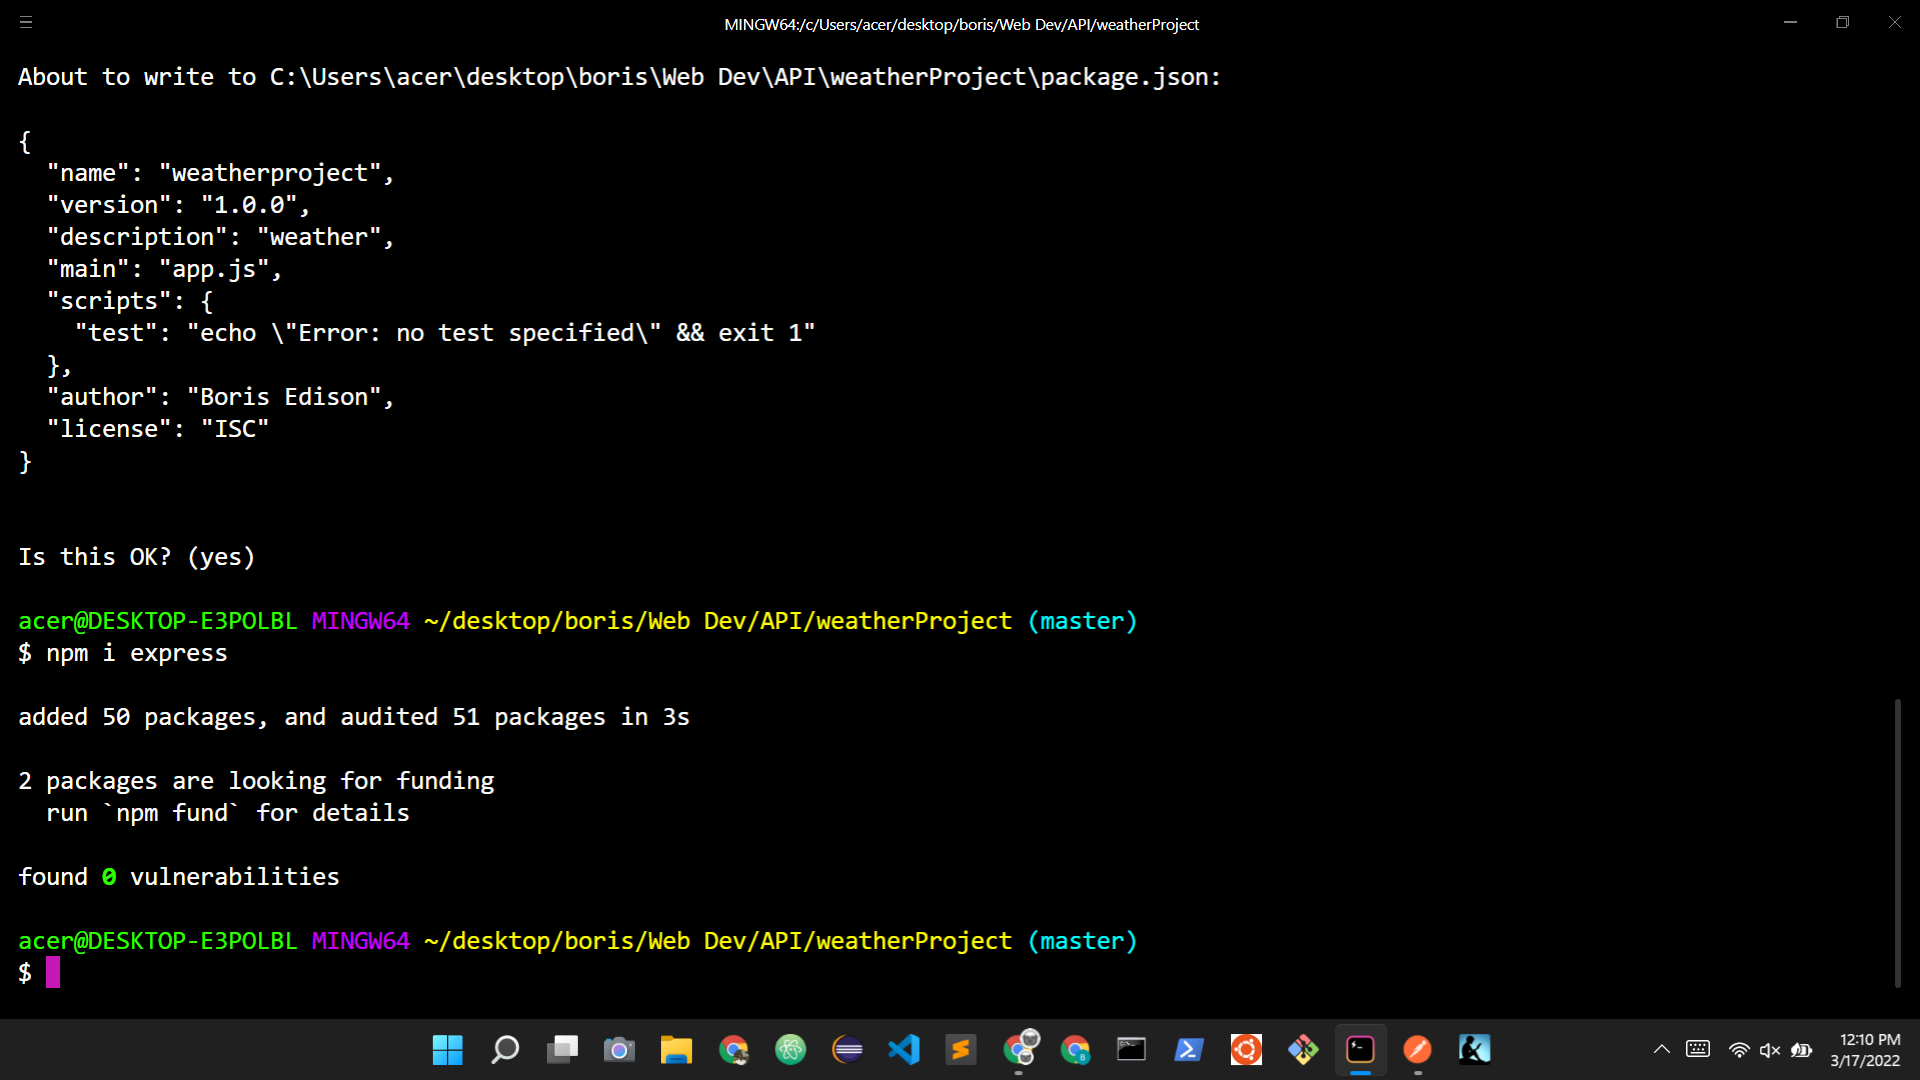 MINGW64:/c/Users/acer/desktop/boris/Web Dev/API/weatherProject
About to write to C:\Users\acer\desktop\boris\Web Dev\API\weatherProject\package.json:
{
  "name": "weatherproject",
  "version": "1.0.0",
  "description": "weather",
  "main": "app.js",
  "scripts": {
    "test": "echo \"Error: no test specified\" && exit 1"
  },
  "author": "Boris Edison",
  "license": "ISC"
}
Is this OK? (yes)
acer@DESKTOP-E3POLBL MINGW64 ~/desktop/boris/Web Dev/API/weatherProject (master)
$ npm i express
added 50 packages, and audited 51 packages in 3s
2 packages are looking for funding
  run `npm fund` for details
found 0 vulnerabilities
acer@DESKTOP-E3POLBL MINGW64 ~/desktop/boris/Web Dev/API/weatherProject (master)
$
12:10 PM
3/17/2022